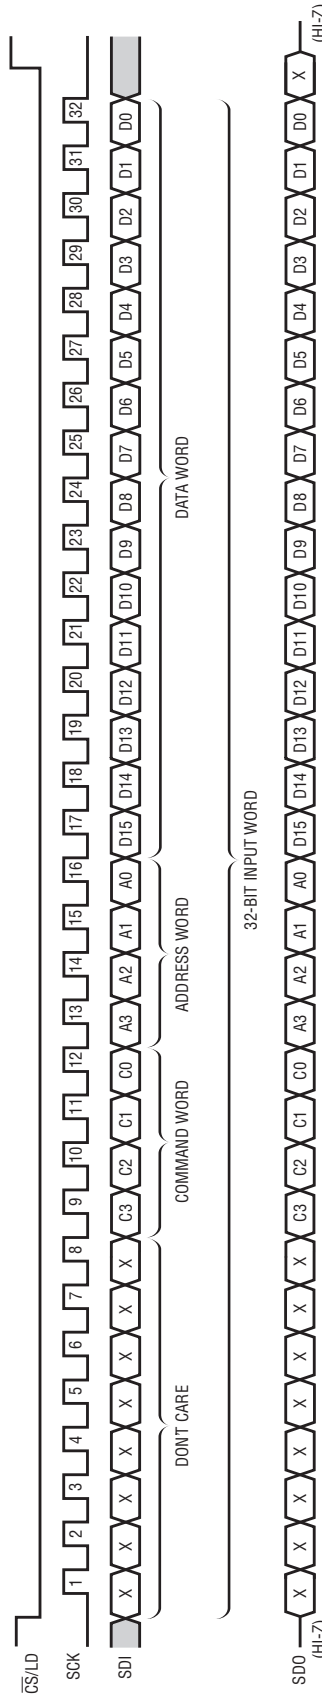 C̅S̅/LD
SCK 1 2 3 4 5 6 7 8 9 10 11 12 13 14 15 16 17 18 19 20 21 22 23 24 25 26 27 28 29 30 31 32
SDI X X X X X X X X C3 C2 C1 C0 A3 A2 A1 A0 D15 D14 D13 D12 D11 D10 D9 D8 D7 D6 D5 D4 D3 D2 D1 D0
DON'T CARE COMMAND WORD ADDRESS WORD DATA WORD
32-BIT INPUT WORD
SDO X X X X X X X X C3 C2 C1 C0 A3 A2 A1 A0 D15 D14 D13 D12 D11 D10 D9 D8 D7 D6 D5 D4 D3 D2 D1 D0 X
(HI-Z) (HI-Z)